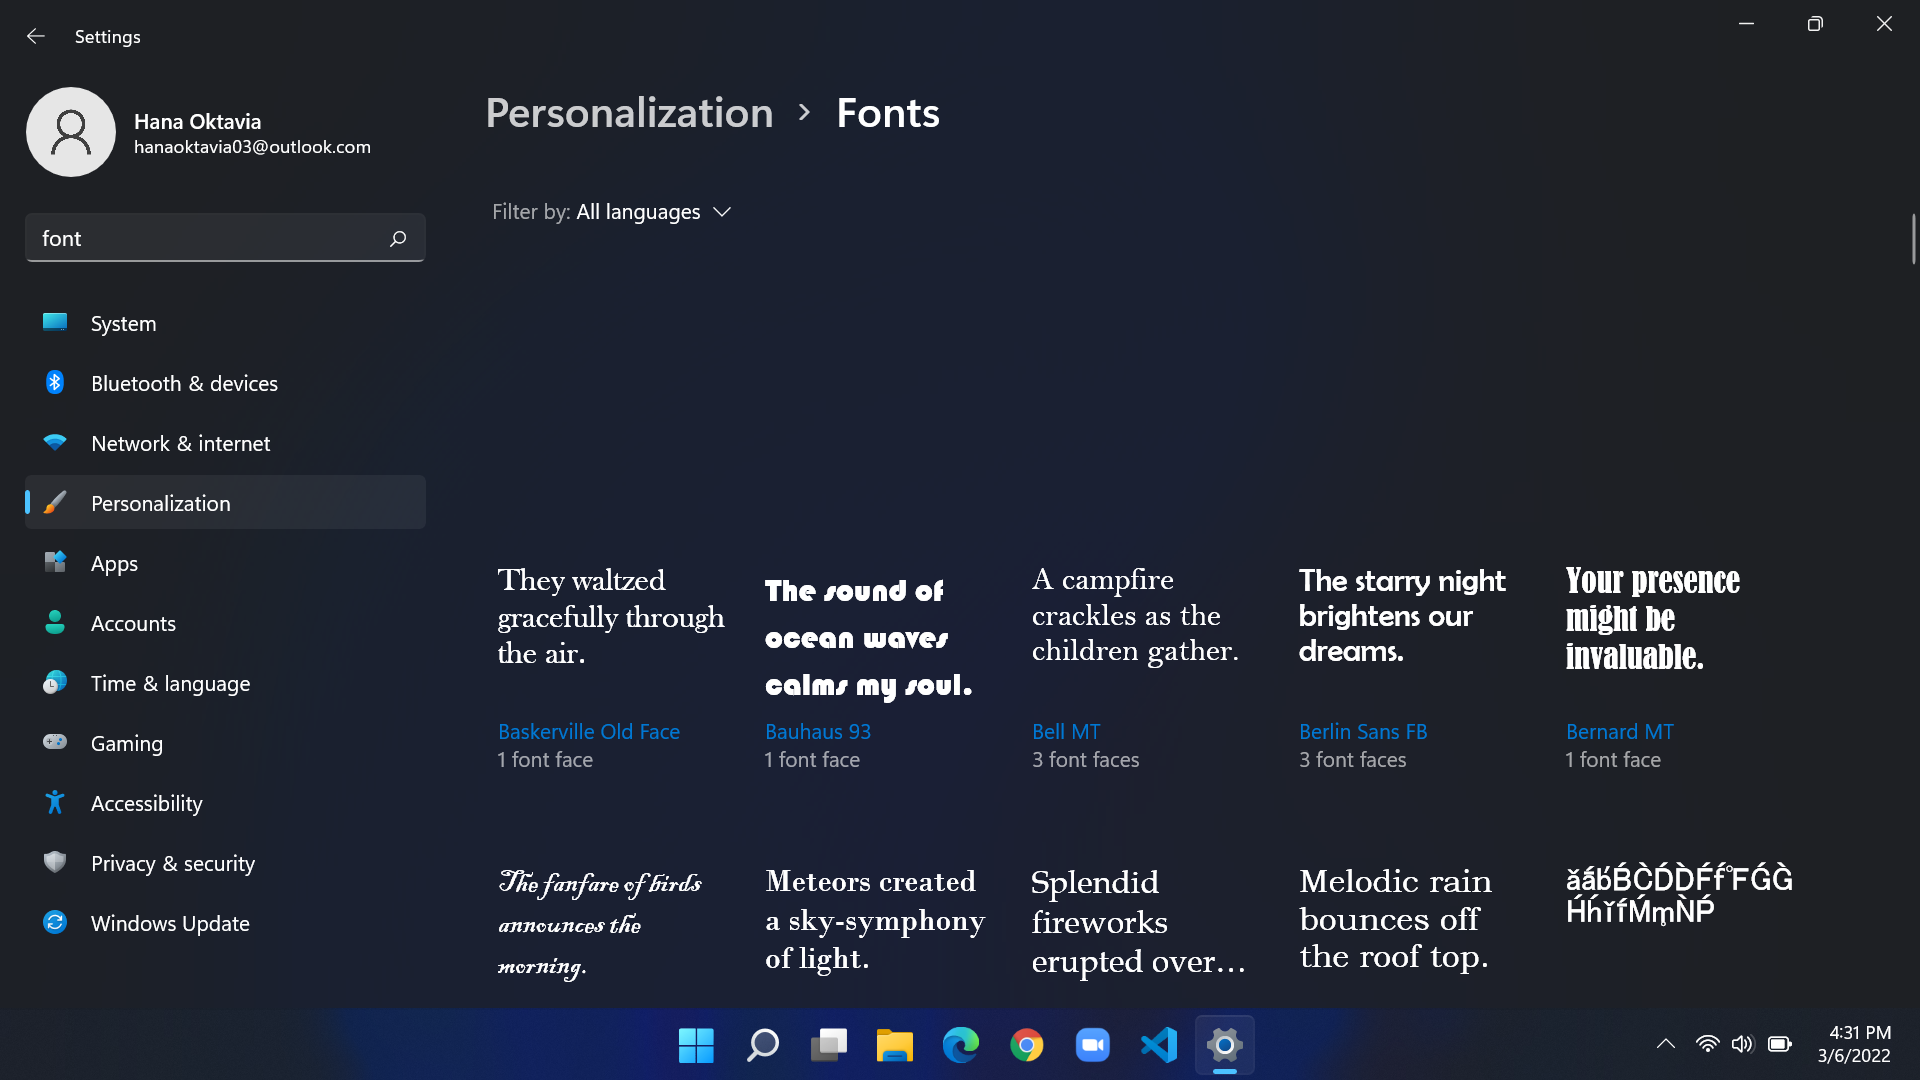 Settings
Hana Oktavia
hanaoktavia03@outlook.com
font
System
Bluetooth & devices
Network & internet
Personalization
Apps
Accounts
Time & language
Gaming
Accessibility
Privacy & security
Windows Update
Personalization > Fonts
Filter by: All languages
They waltzed
gracefully through
the air.
Baskerville Old Face
1 font face
The sound of
ocean waves
calms my soul.
Bauhaus 93
1 font face
A campfire
crackles as the
children gather.
Bell MT
3 font faces
The starry night
brightens our
dreams.
Berlin Sans FB
3 font faces
Your presence
might be
invaluable.
Bernard MT
1 font face
The fanfare of birds
announces the
morning.
Meteors created
a sky-symphony
of light.
Splendid
fireworks
erupted over...
Melodic rain
bounces off
the roof top.
4:31 PM
3/6/2022